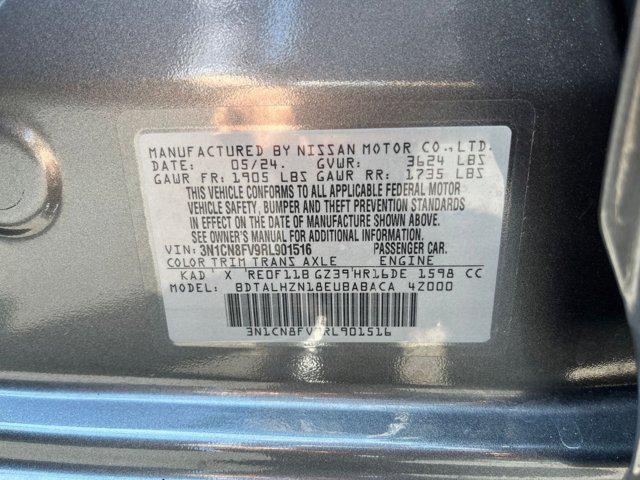 MANUFACTURED BY NISSAN MOTOR CO.,LTD.
DATE: 05/24. GVWR: 3624 LBS
GAWR FR: 1905 LBS GAWR RR: 1735 LBS
THIS VEHICLE CONFORMS TO ALL APPLICABLE FEDERAL MOTOR
VEHICLE SAFETY, BUMPER AND THEFT PREVENTION STANDARDS
IN EFFECT ON THE DATE OF MANUFACTURE SHOWN ABOVE.
SEE OWNER'S MANUAL FOR ADDITIONAL INFORMATION.
VIN: 3N1CN8FV9RL901516 PASSENGER CAR.
COLOR TRIM TRANS AXLE ENGINE
KAD X RE0F11B GZ39 HR16DE 1598 CC
MODEL: BDTALHZN18EUBABACA 4Z000
3N1CN8FV9RL901516